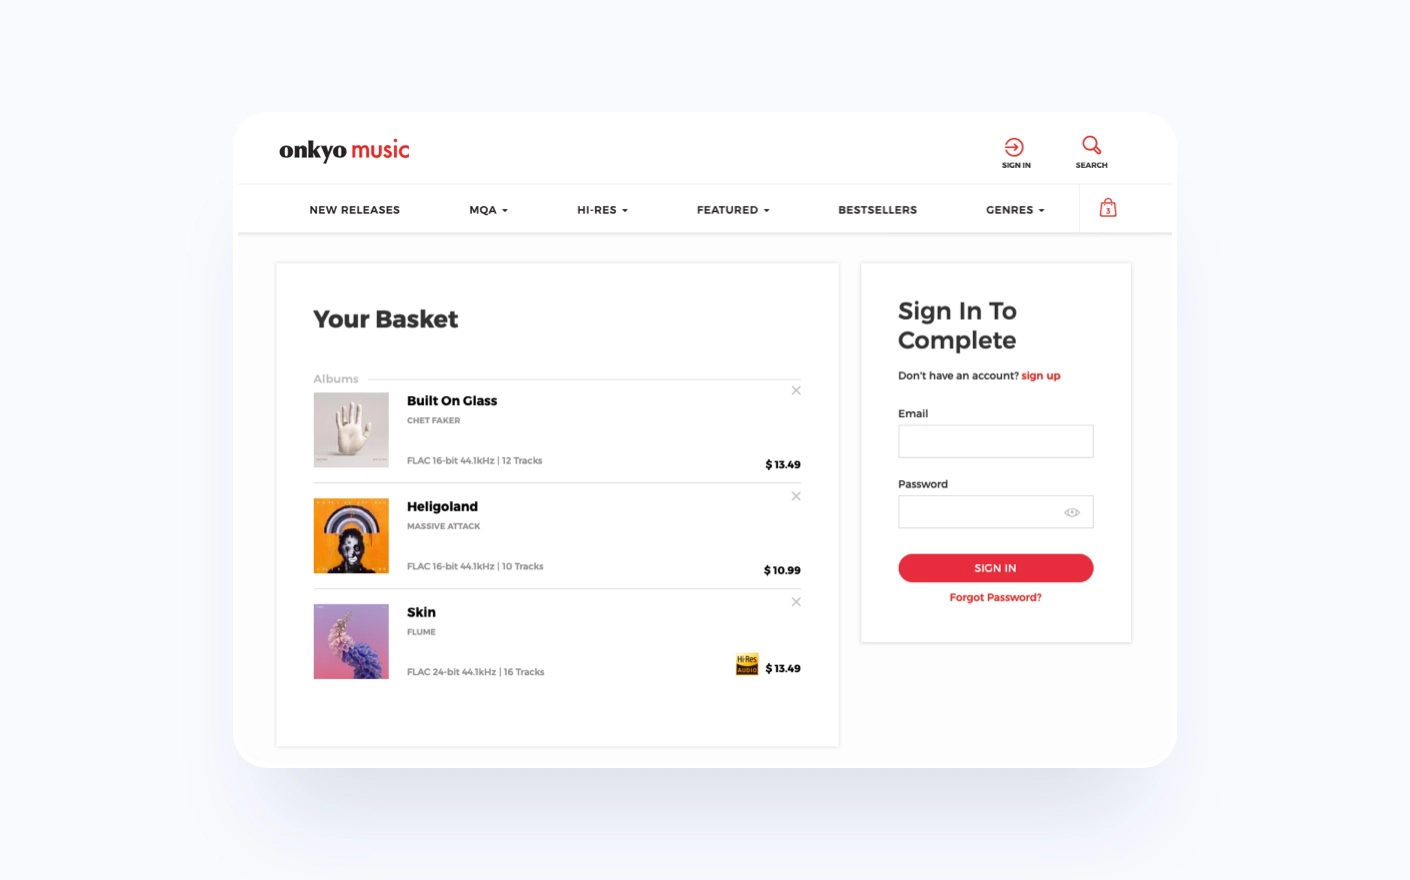 onkyo music
SIGN IN
SEARCH
NEW RELEASES
MQA
HI-RES
FEATURED
BESTSELLERS
GENRES
3
Your Basket
Albums
Built On Glass
CHET FAKER
FLAC 16-bit 44.1kHz | 12 Tracks
$ 13.49
Heligoland
MASSIVE ATTACK
FLAC 16-bit 44.1kHz | 10 Tracks
$ 10.99
Skin
FLUME
FLAC 24-bit 44.1kHz | 16 Tracks
Hi-Res
AUDIO
$ 13.49
Sign In To
Complete
Don't have an account? sign up
Email
Password
SIGN IN
Forgot Password?